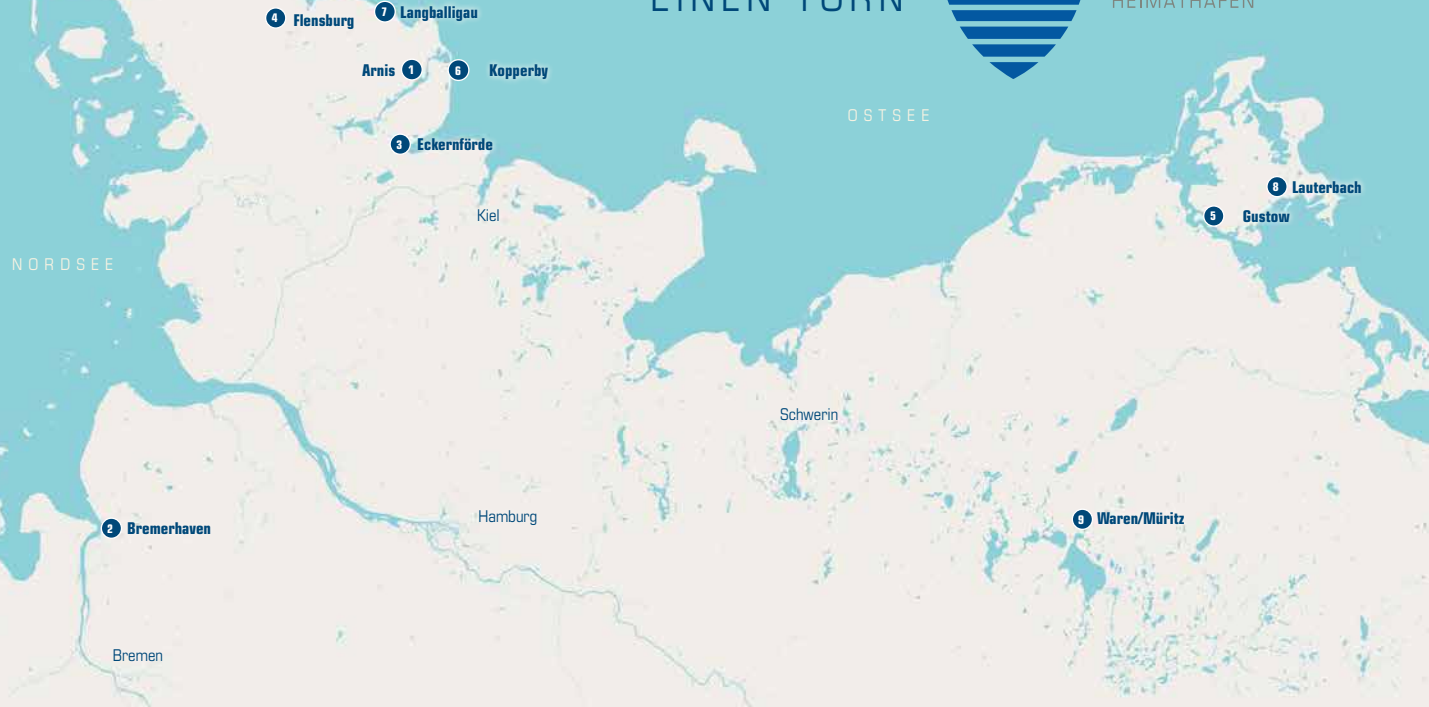 EINEN TÖRN
HEIMATHAFEN
7 Langballigau
4 Flensburg
Arnis 1
6 Kopperby
OSTSEE
3 Eckernförde
8 Lauterbach
Kiel
5 Gustow
NORDSEE
Schwerin
Hamburg
9 Waren/Müritz
2 Bremerhaven
Bremen